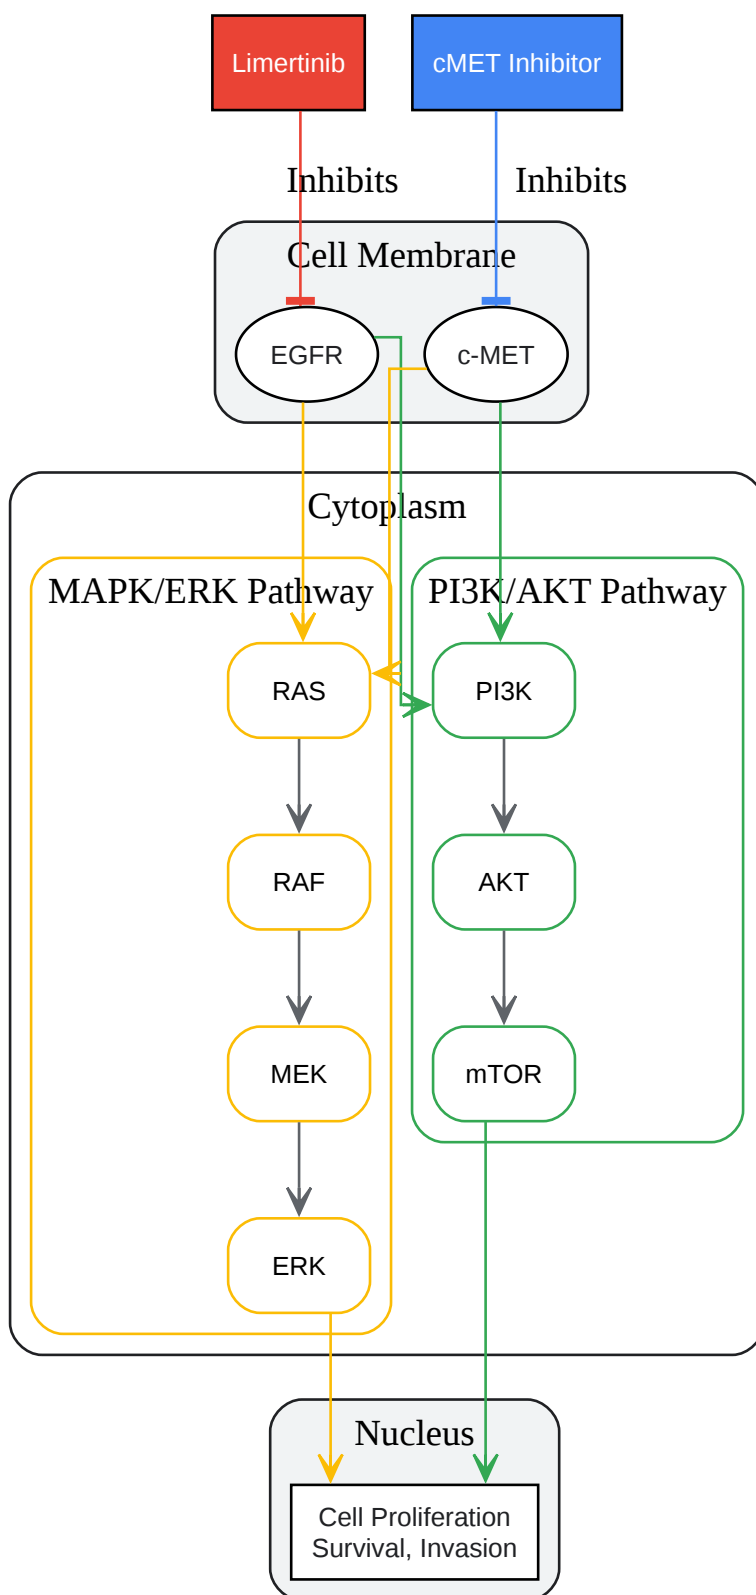 Limertinib
cMET Inhibitor
Inhibits
Inhibits
Cell Membrane
EGFR
c-MET
Cytoplasm
MAPK/ERK Pathway
PI3K/AKT Pathway
RAS
PI3K
RAF
AKT
MEK
mTOR
ERK
Nucleus
Cell Proliferation
Survival, Invasion